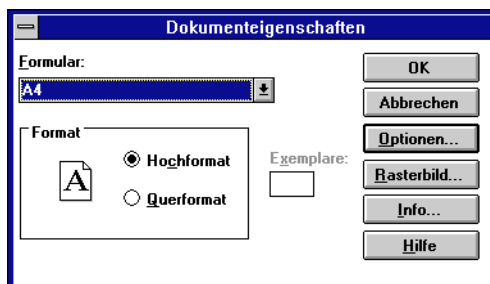 Dokumenteigenschaften
Formular:
A4
Format
A
Hochformat
Querformat
Exemplare:
OK
Abbrechen
Optionen...
Rasterbild...
Info...
Hilfe